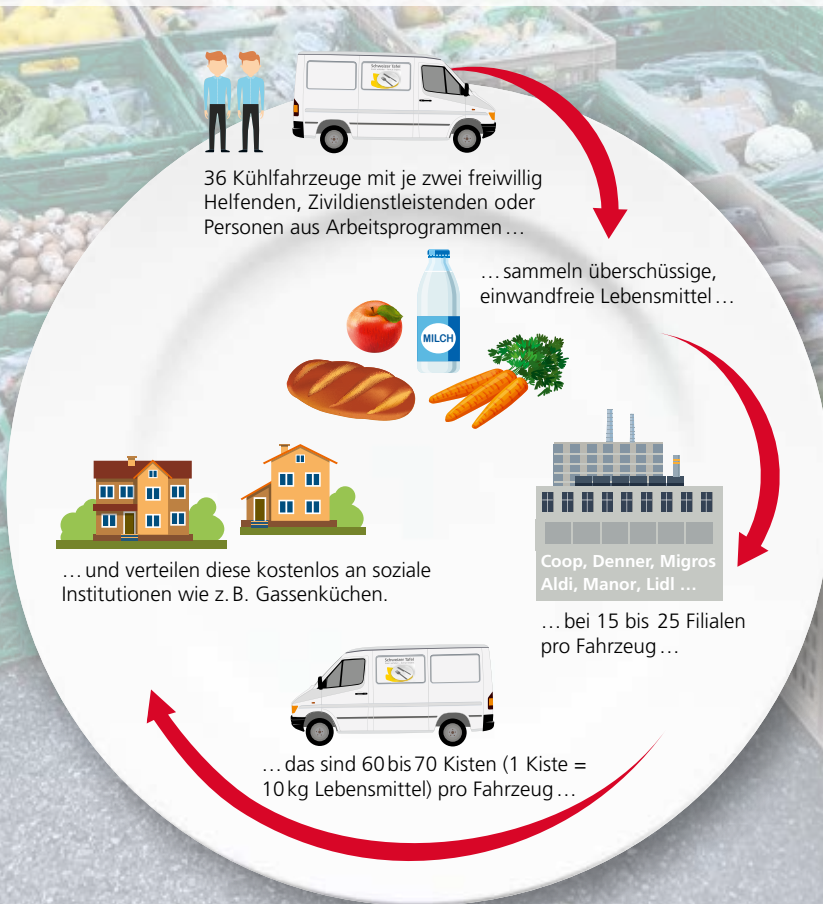 Schweizer Tafel
36 Kühlfahrzeuge mit je zwei freiwillig
Helfenden, Zivildienstleistenden oder
Personen aus Arbeitsprogrammen…
…sammeln überschüssige,
einwandfreie Lebensmittel…
MILCH
Coop, Denner, Migros
Aldi, Manor, Lidl …
…bei 15 bis 25 Filialen
pro Fahrzeug…
Schweizer Tafel
…das sind 60 bis 70 Kisten (1 Kiste =
10 kg Lebensmittel) pro Fahrzeug…
…und verteilen diese kostenlos an soziale
Institutionen wie z. B. Gassenküchen.